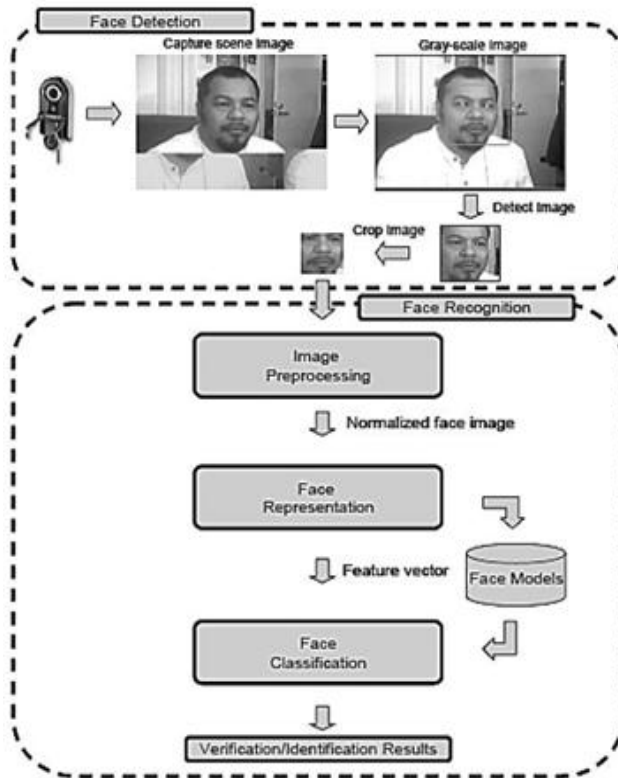 Face Detection
Capture scene image
Gray-scale image
Detect Image
Crop Image
Face Recognition
Image
Preprocessing
Normalized face image
Face
Representation
Feature vector
Face Models
Face
Classification
Verification/Identification Results